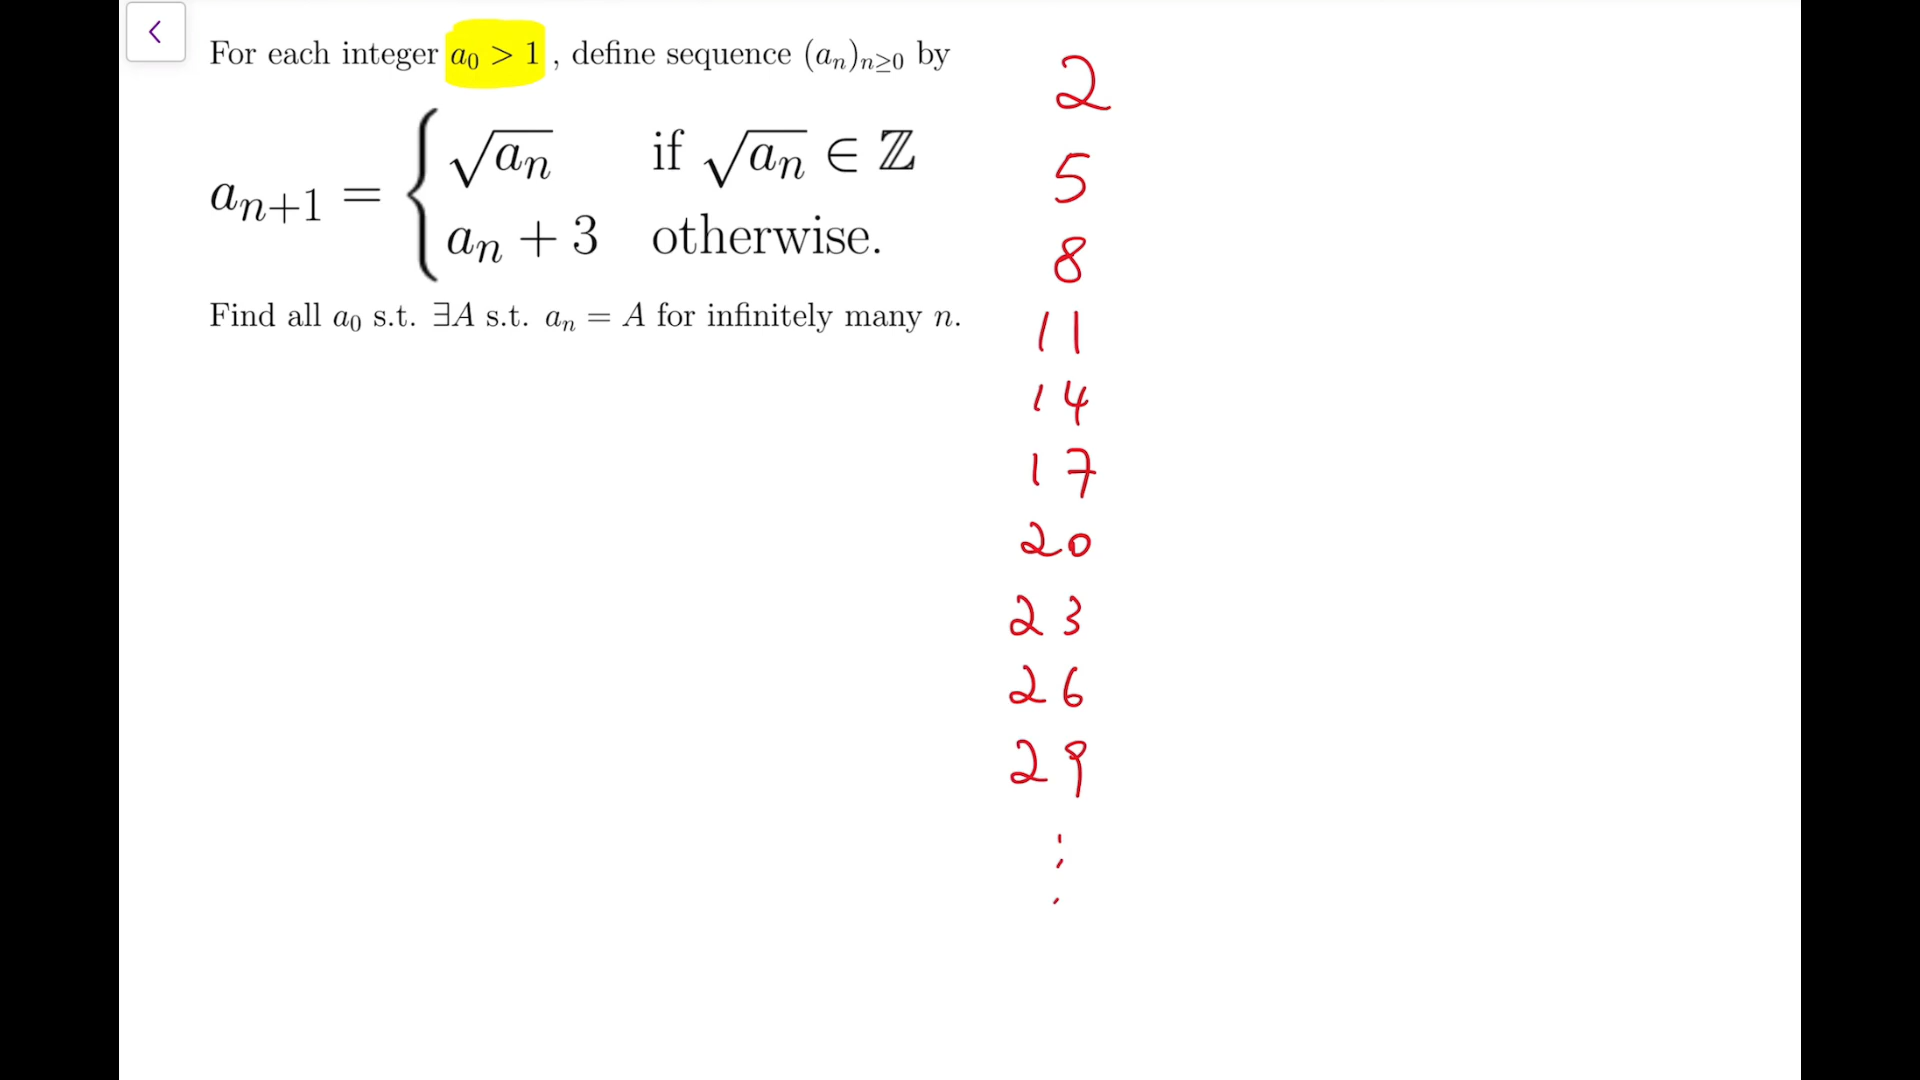 For each integer a₀ > 1 , define sequence (aₙ)ₙ≥₀ by
aₙ₊₁ = { √aₙ if √aₙ ∈ ℤ
aₙ + 3 otherwise.
Find all a₀ s.t. ∃A s.t. aₙ = A for infinitely many n.
2
5
8
11
14
17
20
23
26
29
⋮